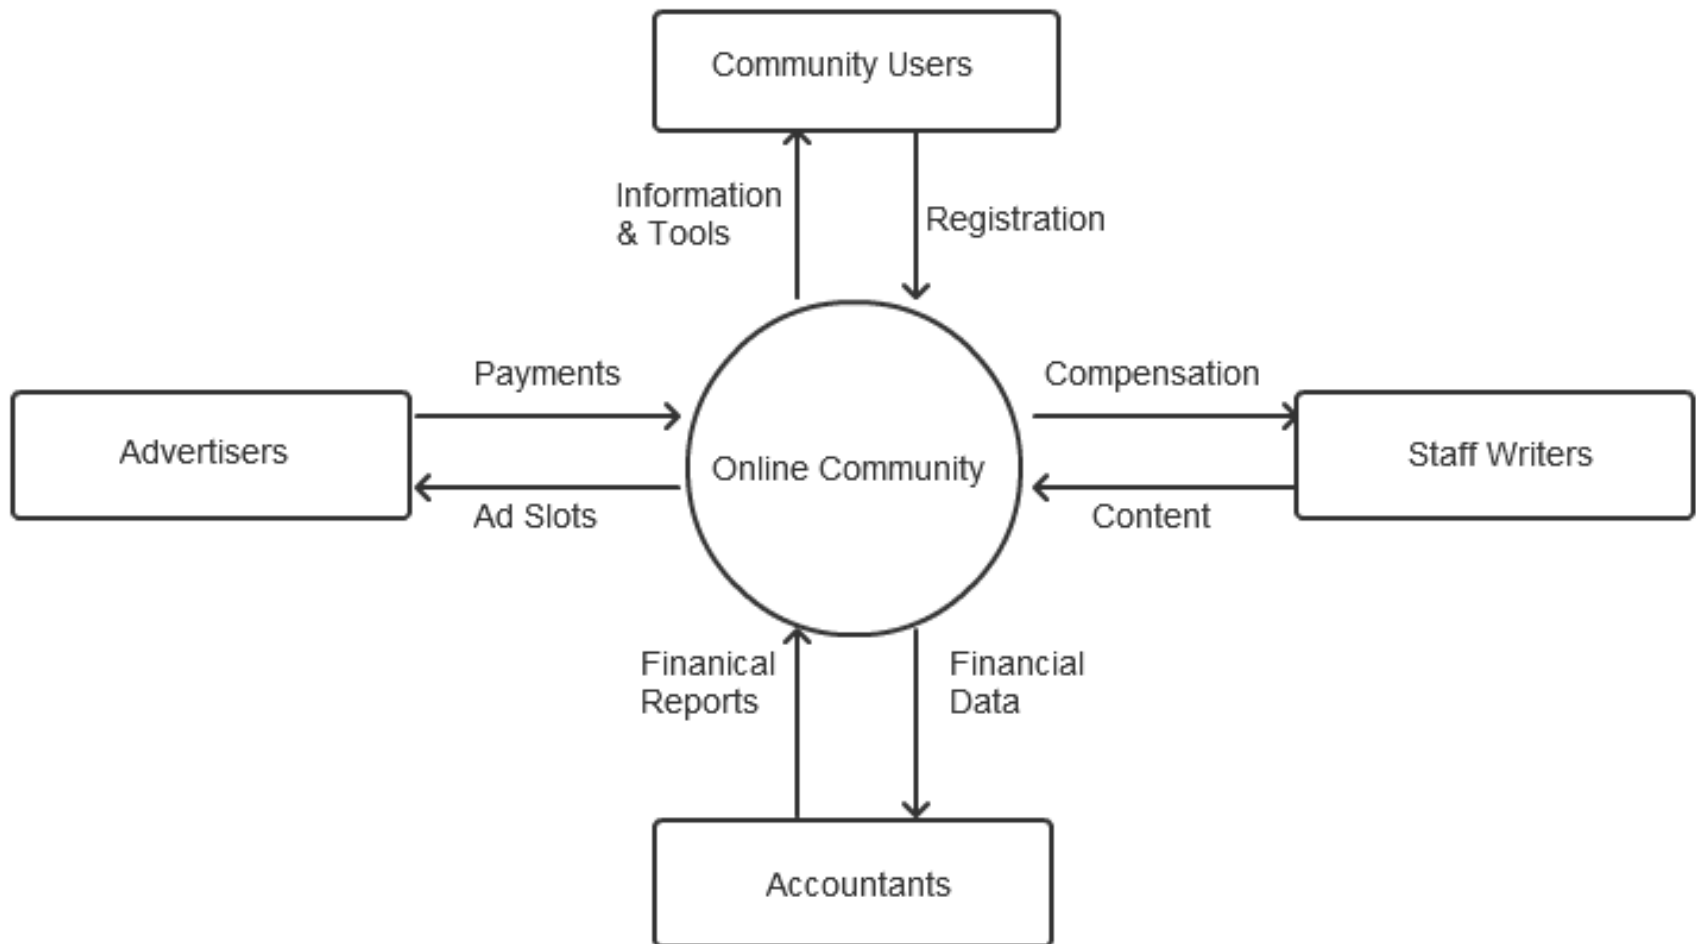 Community Users
Information
& Tools
Registration
Payments
Compensation
Advertisers
Online Community
Staff Writers
Ad Slots
Content
Finanical
Reports
Financial
Data
Accountants